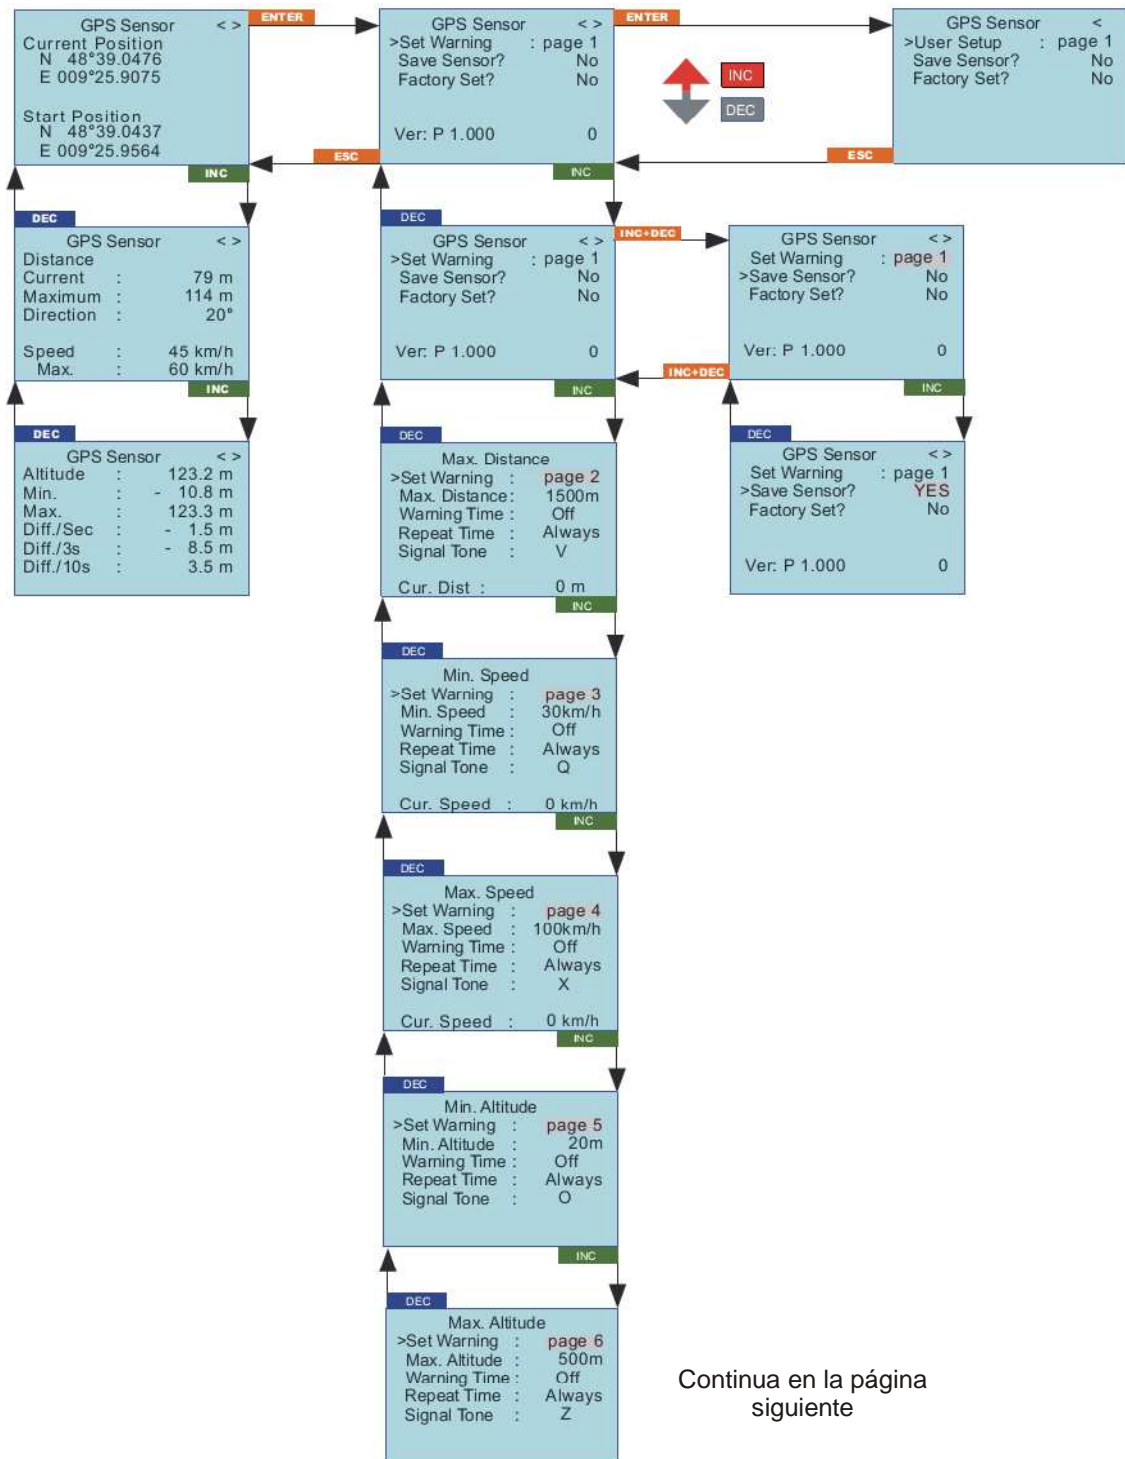 GPS Sensor < >
Current Position
N 48°39.0476
E 009°25.9075
Start Position
N 48°39.0437
E 009°25.9564
ENTER
GPS Sensor < >
>Set Warning : page 1
Save Sensor? No
Factory Set? No
Ver: P 1.000 0
ENTER
INC
DEC
GPS Sensor <
>User Setup : page 1
Save Sensor? No
Factory Set? No
ESC
ESC
INC
INC
DEC
GPS Sensor < >
Distance
Current : 79 m
Maximum : 114 m
Direction : 20°
Speed : 45 km/h
Max. : 60 km/h
INC
DEC
GPS Sensor < >
Altitude : 123.2 m
Min. : - 10.8 m
Max. : 123.3 m
Diff./Sec : - 1.5 m
Diff./3s : - 8.5 m
Diff./10s : 3.5 m
DEC
GPS Sensor < >
>Set Warning : page 1
Save Sensor? No
Factory Set? No
Ver: P 1.000 0
INC
INC+DEC
GPS Sensor < >
Set Warning : page 1
>Save Sensor? No
Factory Set? No
Ver: P 1.000 0
INC+DEC
INC
DEC
GPS Sensor < >
Set Warning : page 1
>Save Sensor? YES
Factory Set? No
Ver: P 1.000 0
DEC
Max. Distance
>Set Warning : page 2
Max. Distance : 1500m
Warning Time : Off
Repeat Time : Always
Signal Tone : V
Cur. Dist : 0 m
INC
DEC
Min. Speed
>Set Warning : page 3
Min. Speed : 30km/h
Warning Time : Off
Repeat Time : Always
Signal Tone : Q
Cur. Speed : 0 km/h
INC
DEC
Max. Speed
>Set Warning : page 4
Max. Speed : 100km/h
Warning Time : Off
Repeat Time : Always
Signal Tone : X
Cur. Speed : 0 km/h
INC
DEC
Min. Altitude
>Set Warning : page 5
Min. Altitude : 20m
Warning Time : Off
Repeat Time : Always
Signal Tone : O
INC
DEC
Max. Altitude
>Set Warning : page 6
Max. Altitude : 500m
Warning Time : Off
Repeat Time : Always
Signal Tone : Z
Continua en la página
siguiente